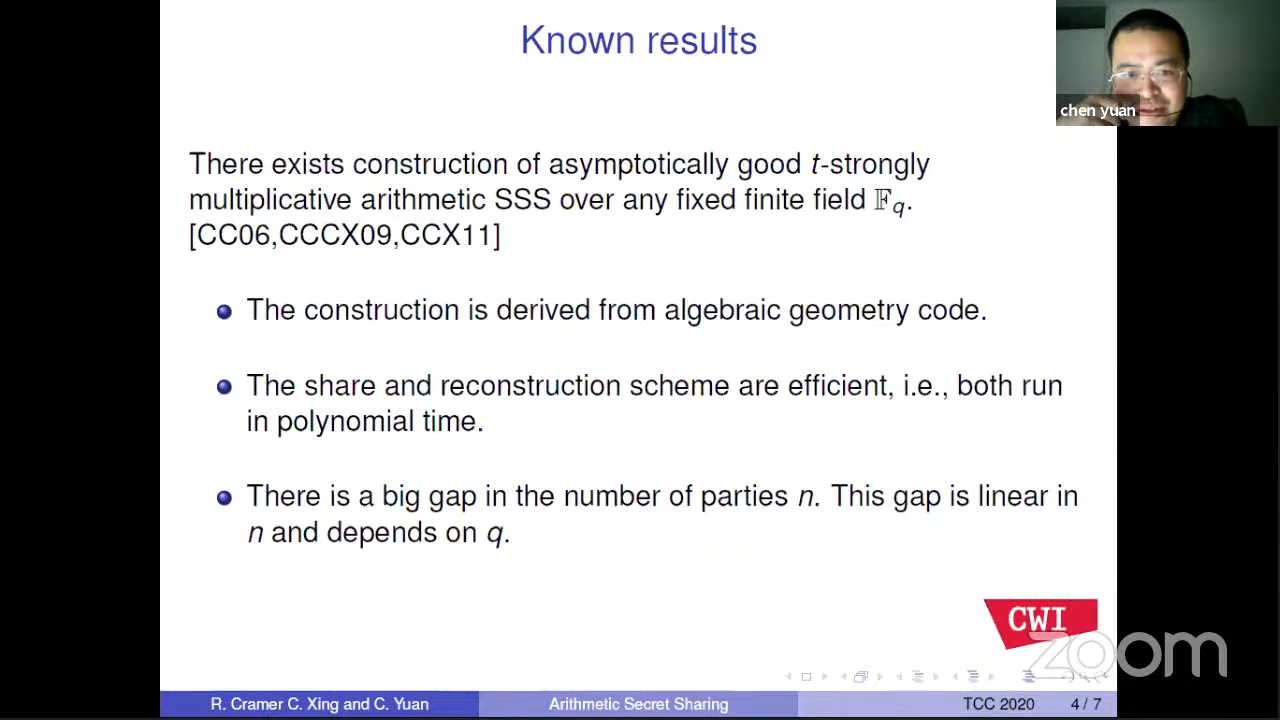 Known results
chen yuan
There exists construction of asymptotically good t-strongly
multiplicative arithmetic SSS over any fixed finite field 𝔽q.
[CC06,CCCX09,CCX11]
The construction is derived from algebraic geometry code.
The share and reconstruction scheme are efficient, i.e., both run
in polynomial time.
There is a big gap in the number of parties n. This gap is linear in
n and depends on q.
CWI
zoom
R. Cramer C. Xing and C. Yuan
Arithmetic Secret Sharing
TCC 2020
4 / 7